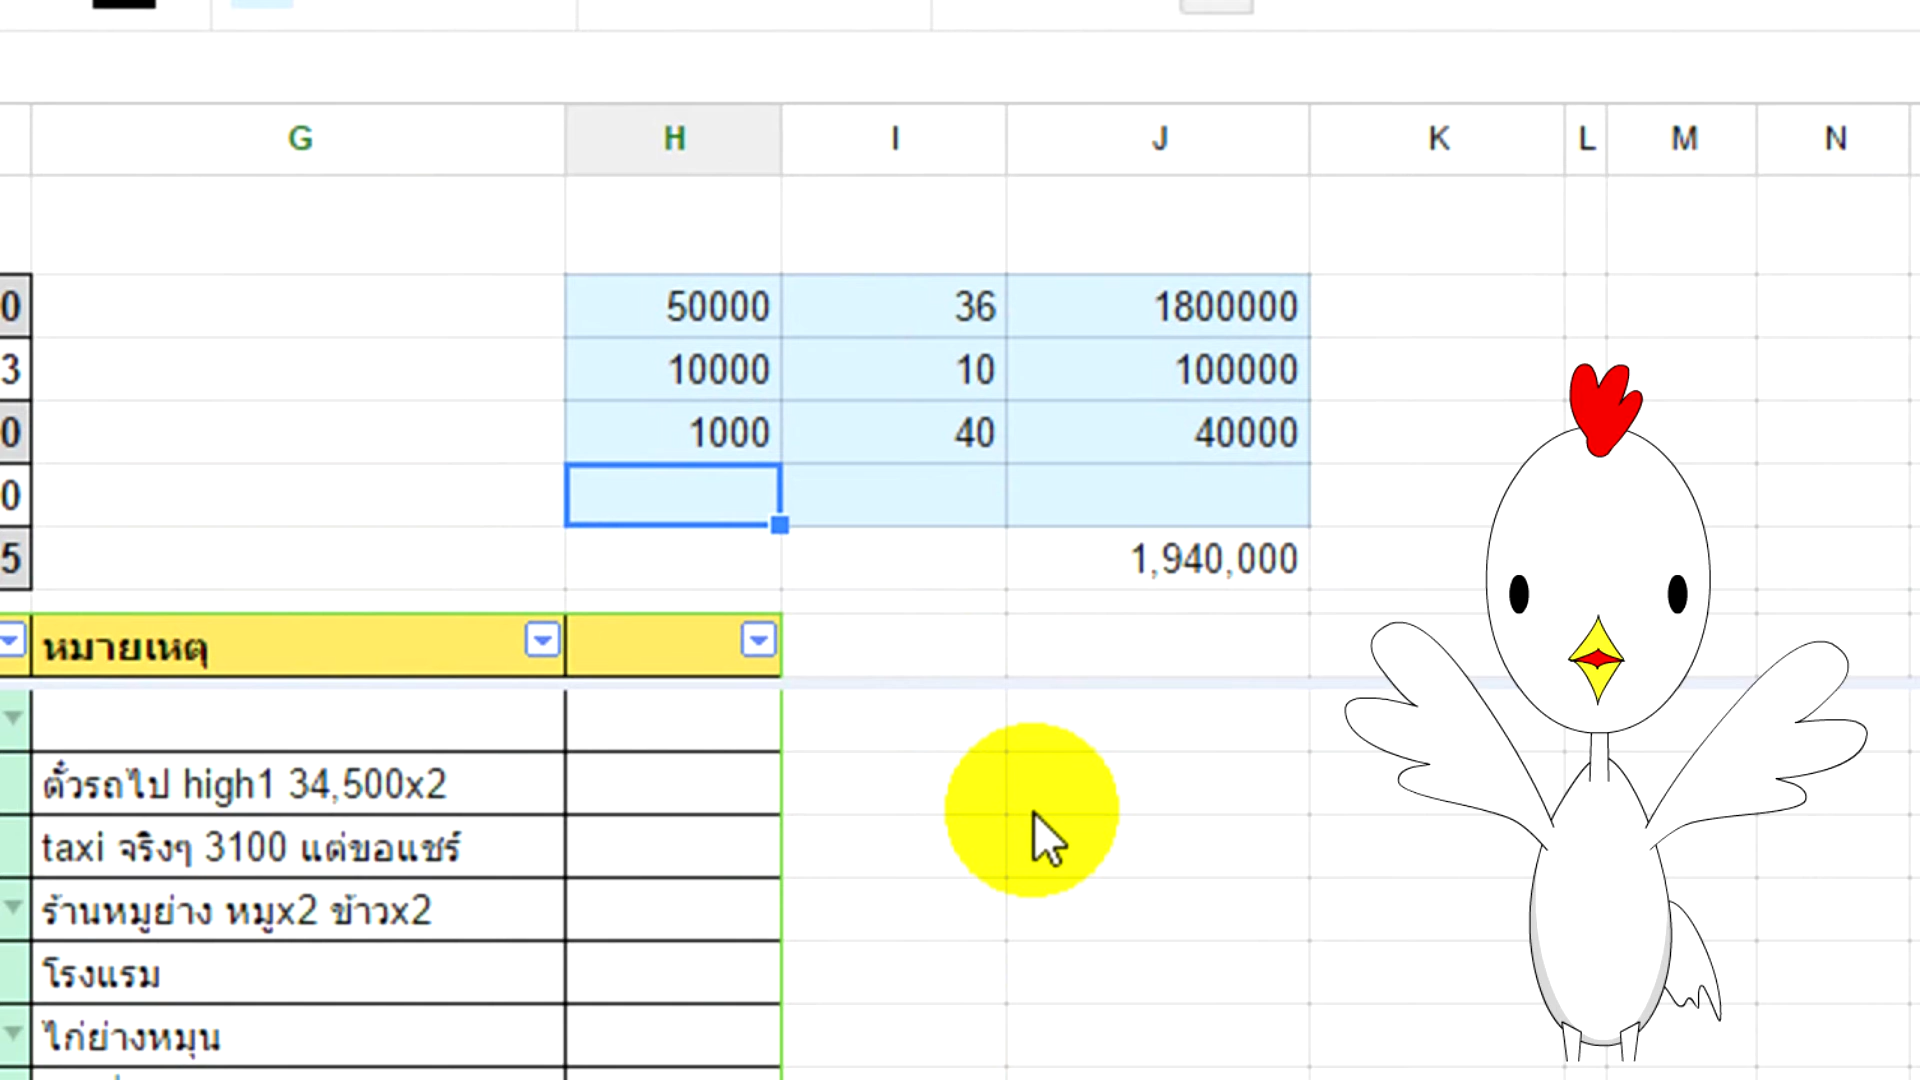 G H I J K L M N
0 50000 36 1800000
3 10000 10 100000
0 1000 40 40000
0
5 1,940,000
หมายเหตุ
ตั๋วรถไป high1 34,500x2
taxi จริงๆ 3100 แต่ขอแชร์
ร้านหมูย่าง หมูx2 ข้าวx2
โรงแรม
ไก่ย่างหมุน